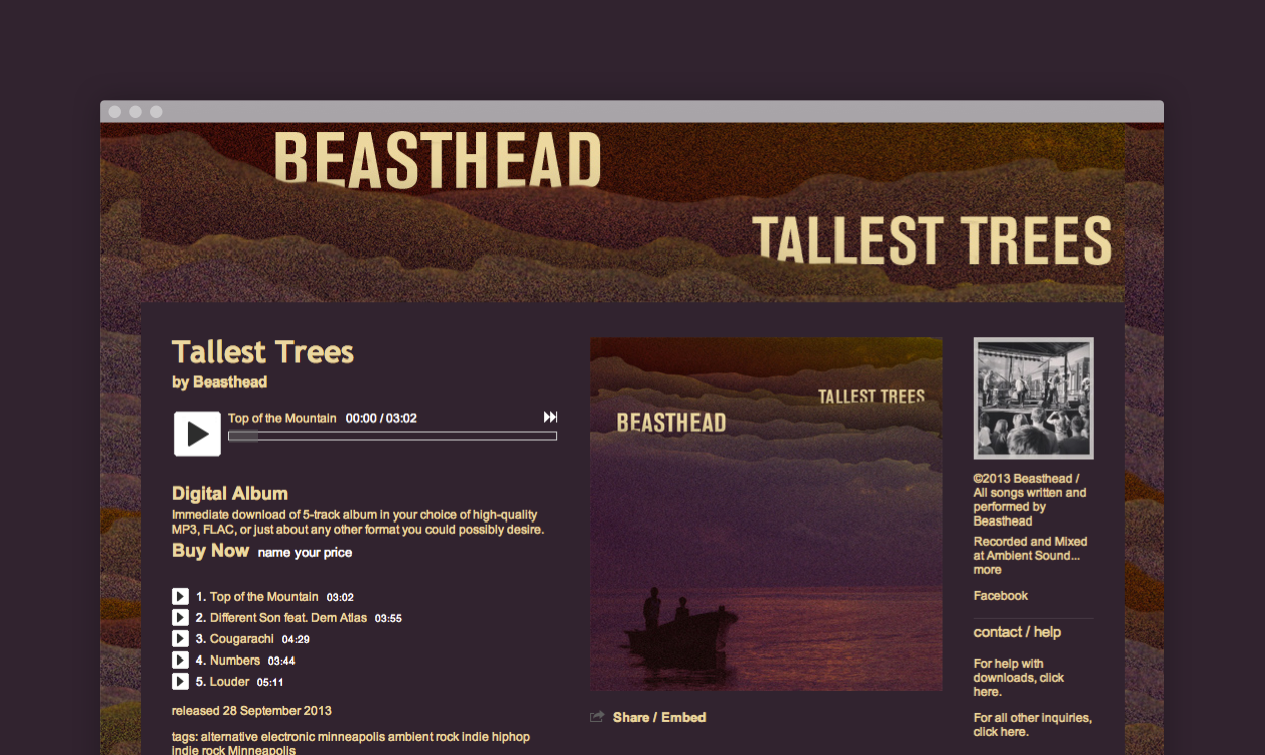 BEASTHEAD
TALLEST TREES
Tallest Trees
by Beasthead
Top of the Mountain 00:00 / 03:02
Digital Album
Immediate download of 5-track album in your choice of high-quality
MP3, FLAC, or just about any other format you could possibly desire.
Buy Now name your price
1. Top of the Mountain 03:02
2. Different Son feat. Dem Atlas 03:55
3. Cougarachi 04:29
4. Numbers 03:44
5. Louder 05:11
released 28 September 2013
tags: alternative electronic minneapolis ambient rock indie hiphop
indie rock Minneapolis
TALLEST TREES
BEASTHEAD
Share / Embed
©2013 Beasthead /
All songs written and
performed by
Beasthead
Recorded and Mixed
at Ambient Sound...
more
Facebook
contact / help
For help with
downloads, click
here.
For all other inquiries,
click here.